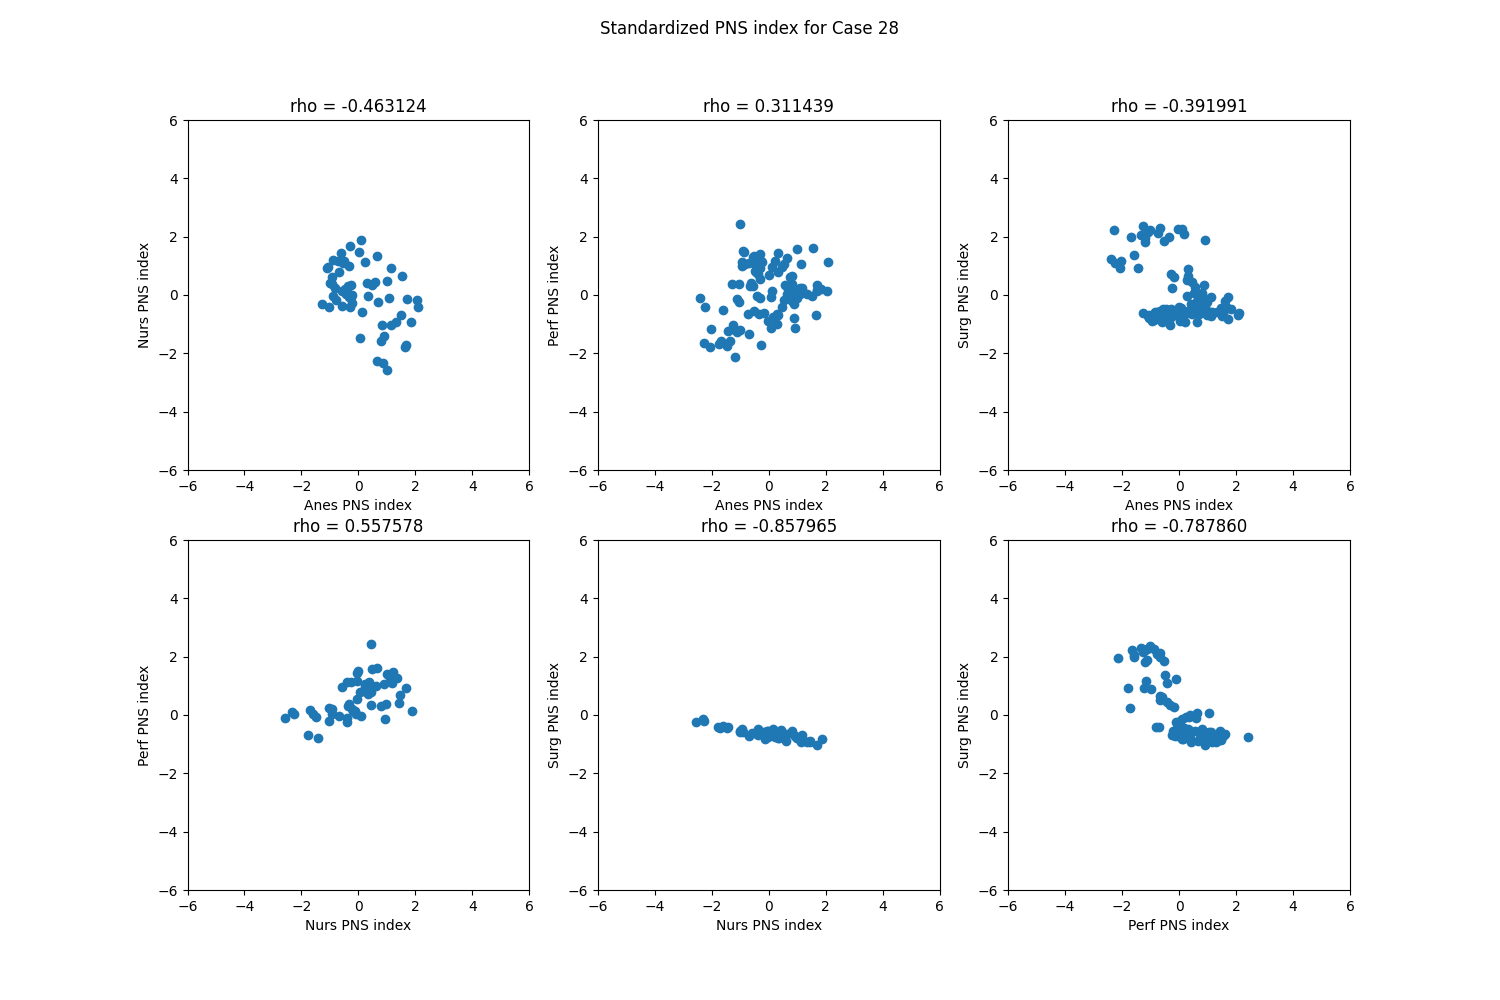 Standardized PNS index for Case 28
rho = -0.463124
6
4
2
0
−2
−4
−6
Nurs PNS index
−6 −4 −2 0 2 4 6
Anes PNS index
rho = 0.311439
6
4
2
0
−2
−4
−6
Perf PNS index
−6 −4 −2 0 2 4 6
Anes PNS index
rho = -0.391991
6
4
2
0
−2
−4
−6
Surg PNS index
−6 −4 −2 0 2 4 6
Anes PNS index
rho = 0.557578
6
4
2
0
−2
−4
−6
Perf PNS index
−6 −4 −2 0 2 4 6
Nurs PNS index
rho = -0.857965
6
4
2
0
−2
−4
−6
Surg PNS index
−6 −4 −2 0 2 4 6
Nurs PNS index
rho = -0.787860
6
4
2
0
−2
−4
−6
Surg PNS index
−6 −4 −2 0 2 4 6
Perf PNS index